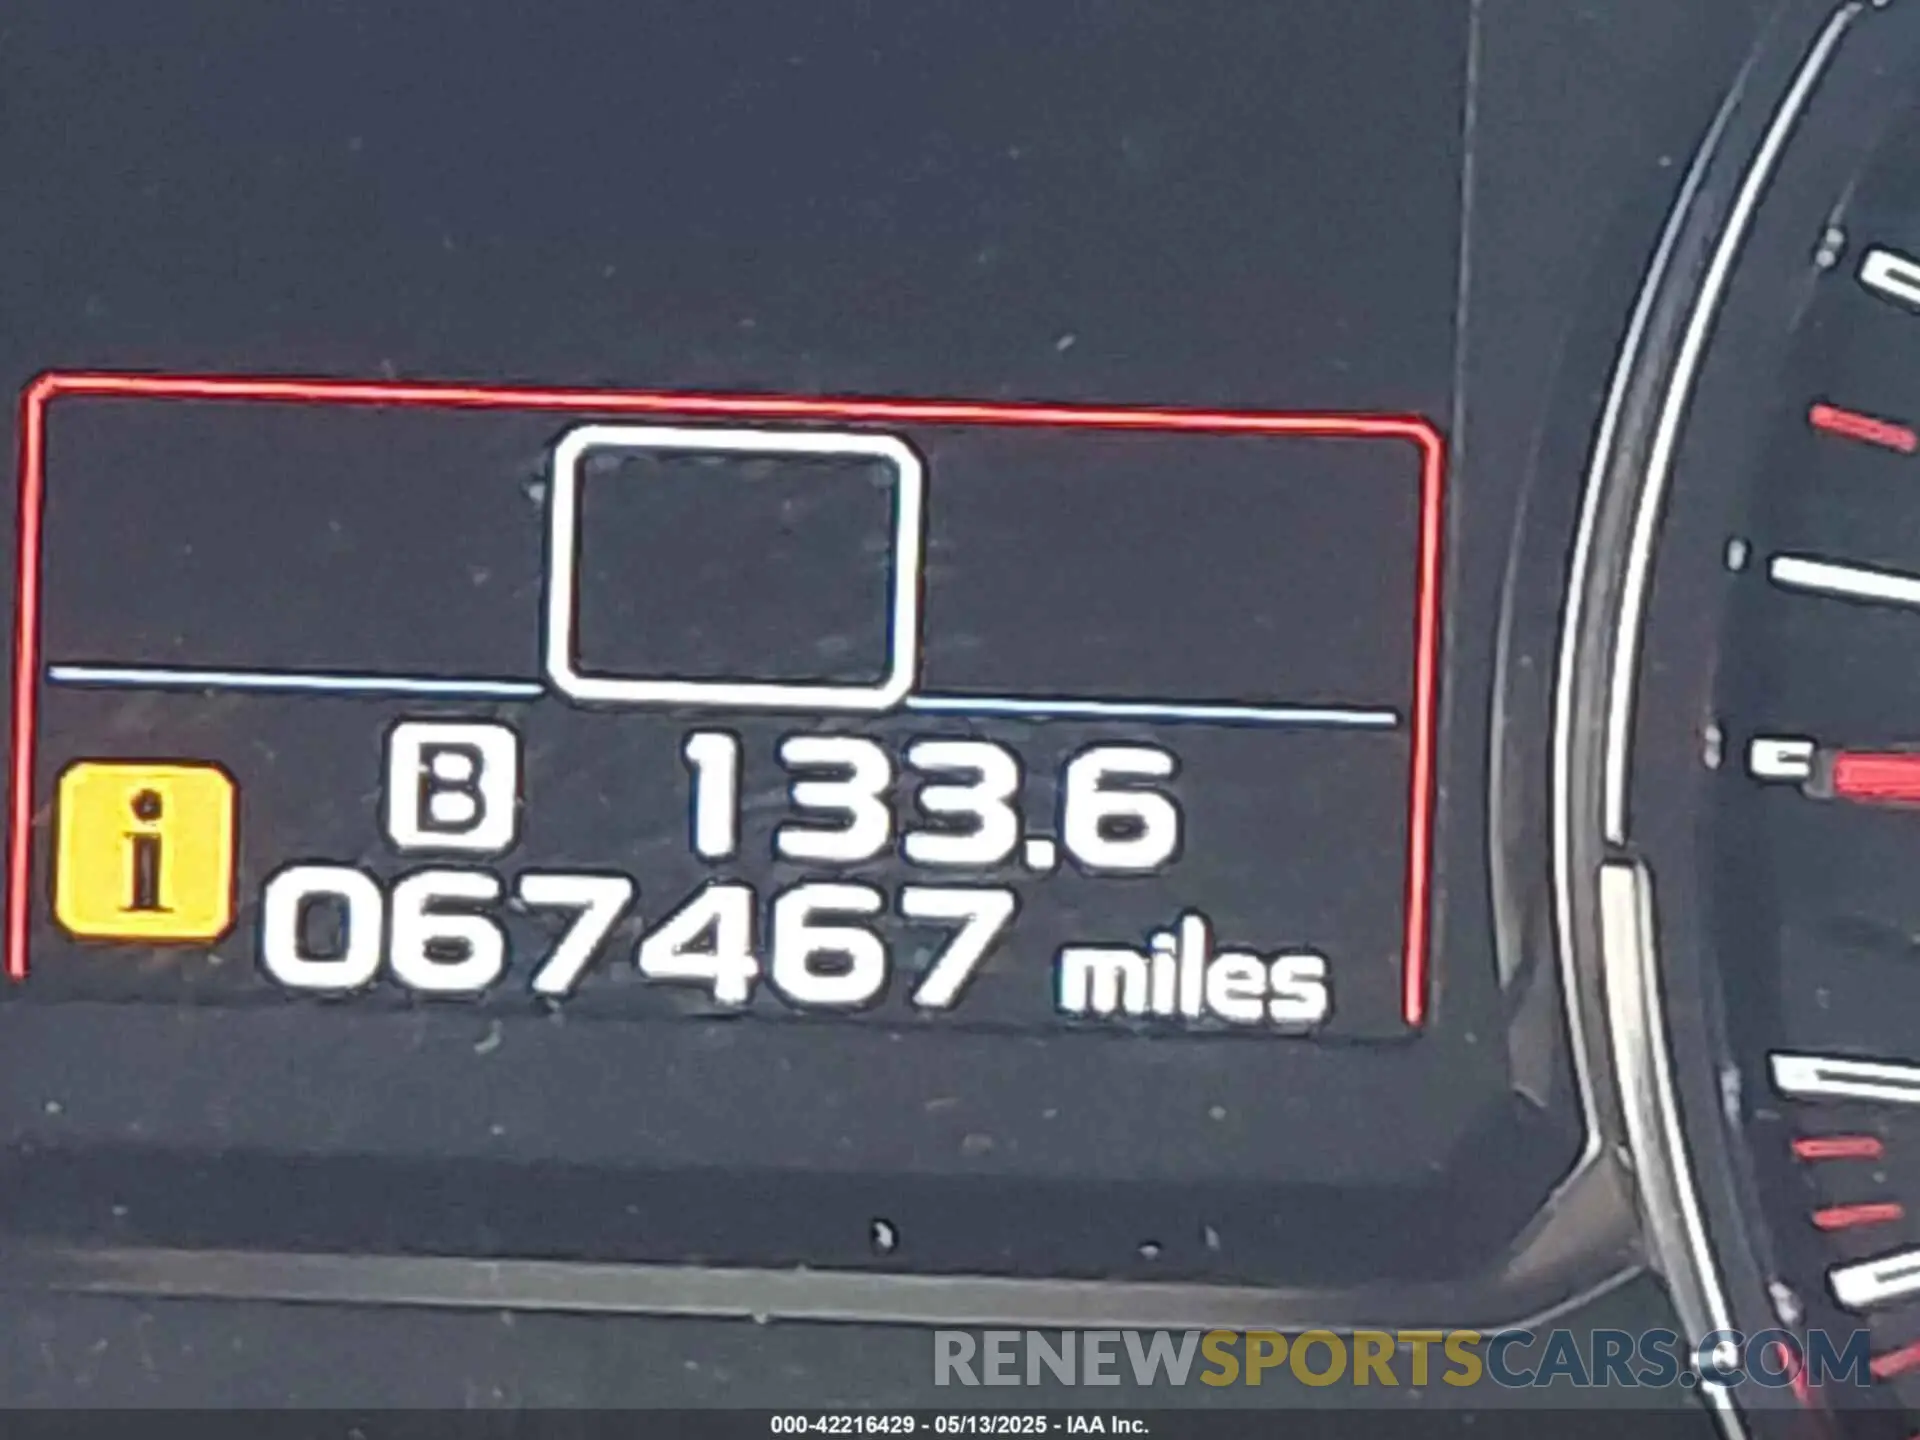 B 133.6
i
067467 miles
C
RENEWSPORTSCARS.COM
000-42216429 - 05/13/2025 - IAA Inc.